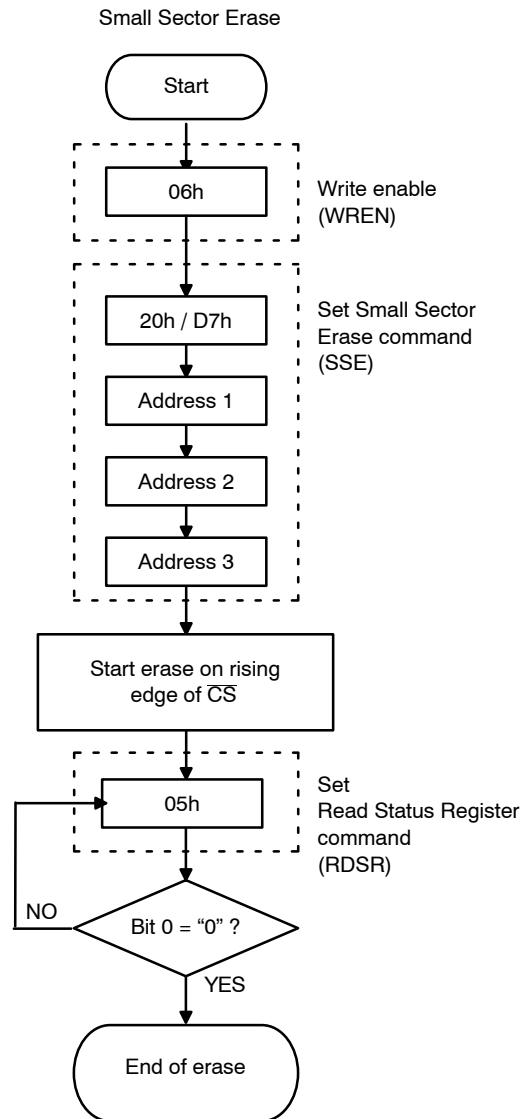 Small Sector Erase
Start
06h
Write enable
(WREN)
20h / D7h
Set Small Sector
Erase command
(SSE)
Address 1
Address 2
Address 3
Start erase on rising
edge of C̅S̅
05h
Set
Read Status Register
command
(RDSR)
NO
Bit 0 = “0” ?
YES
End of erase